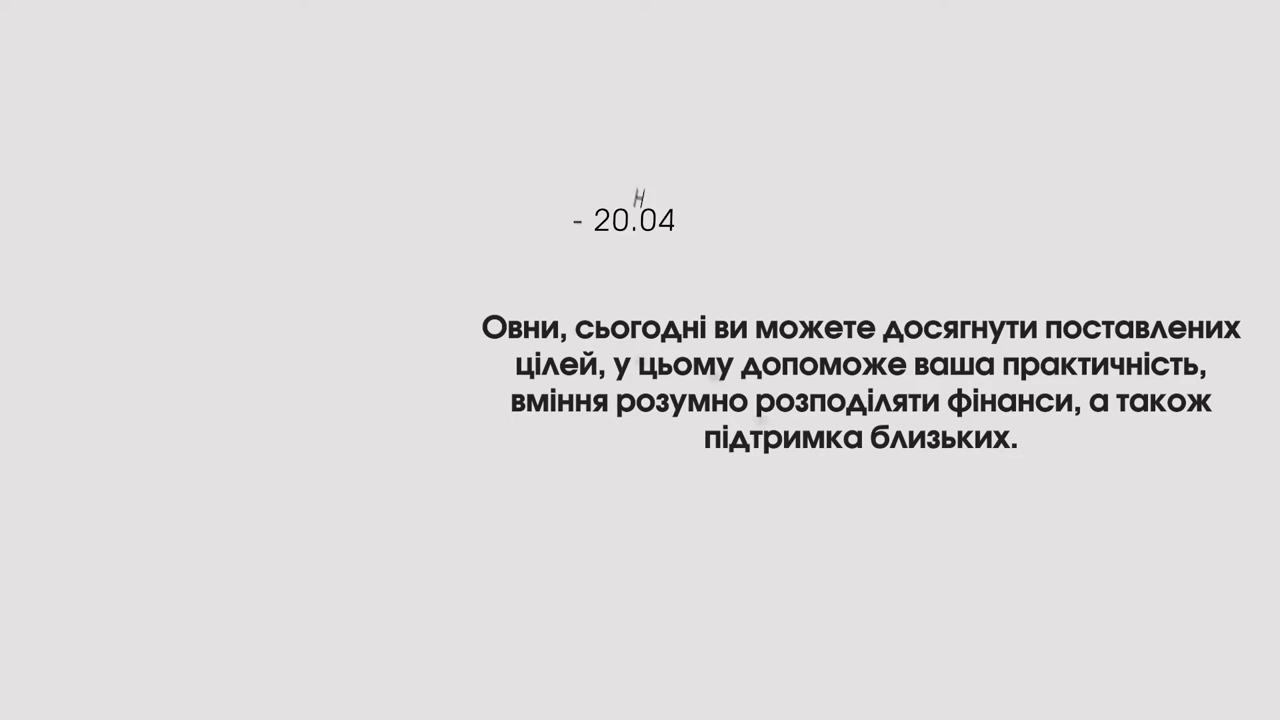 - 20.04
Овни, сьогодні ви можете досягнути поставлених
цілей, у цьому допоможе ваша практичність,
вміння розумно розподіляти фінанси, а також
підтримка близьких.